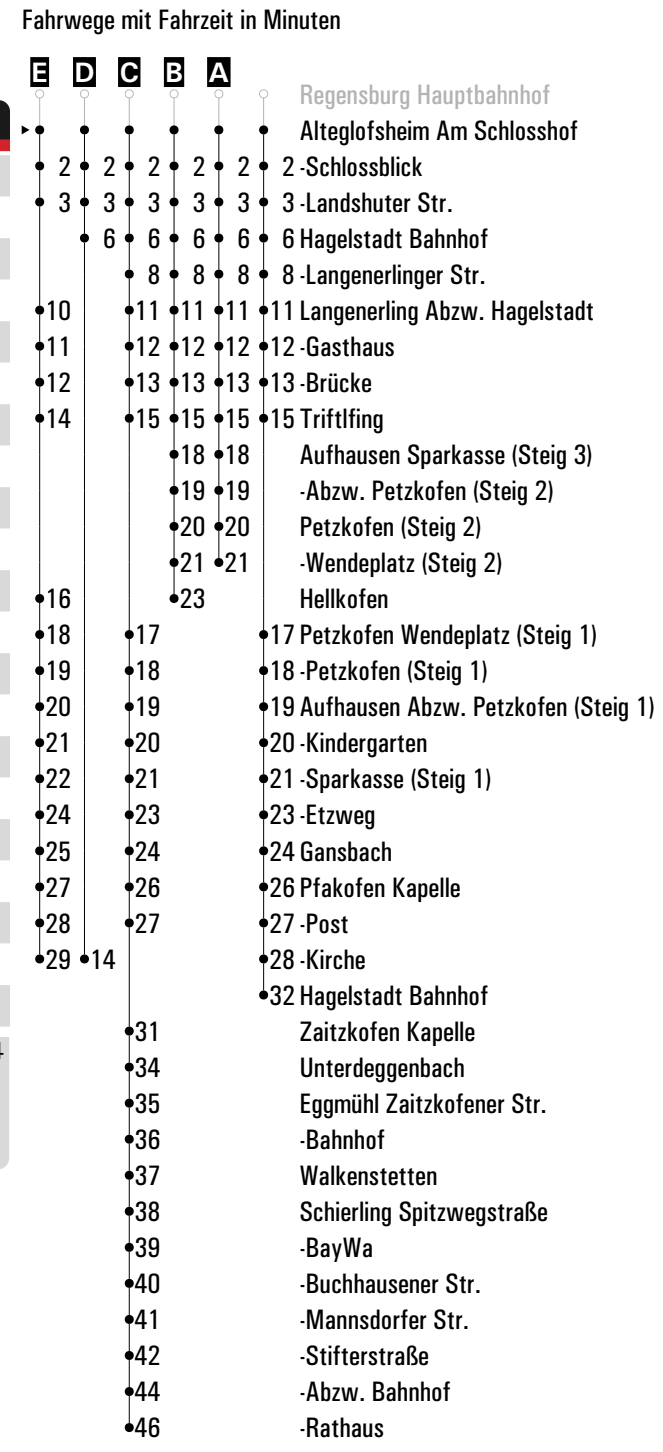 Fahrwege mit Fahrzeit in Minuten
E D C B A
Regensburg Hauptbahnhof
Alteglofsheim Am Schlosshof
2 2 2 2 2 2 -Schlossblick
3 3 3 3 3 3 -Landshuter Str.
6 6 6 6 6 Hagelstadt Bahnhof
8 8 8 8 -Langenerlinger Str.
10 11 11 11 11 Langenerling Abzw. Hagelstadt
11 12 12 12 12 -Gasthaus
12 13 13 13 13 -Brücke
14 15 15 15 15 Triftlfing
18 18 Aufhausen Sparkasse (Steig 3)
19 19 -Abzw. Petzkofen (Steig 2)
20 20 Petzkofen (Steig 2)
21 21 -Wendeplatz (Steig 2)
16 23 Hellkofen
18 17 17 Petzkofen Wendeplatz (Steig 1)
19 18 18 -Petzkofen (Steig 1)
20 19 19 Aufhausen Abzw. Petzkofen (Steig 1)
21 20 20 -Kindergarten
22 21 21 -Sparkasse (Steig 1)
24 23 23 -Etzweg
25 24 24 Gansbach
27 26 26 Pfakofen Kapelle
28 27 27 -Post
29 14 28 -Kirche
32 Hagelstadt Bahnhof
31 Zaitzkofen Kapelle
34 Unterdeggenbach
35 Eggmühl Zaitzkofener Str.
36 -Bahnhof
37 Walkenstetten
38 Schierling Spitzwegstraße
39 -BayWa
40 -Buchhausener Str.
41 -Mannsdorfer Str.
42 -Stifterstraße
44 -Abzw. Bahnhof
46 -Rathaus